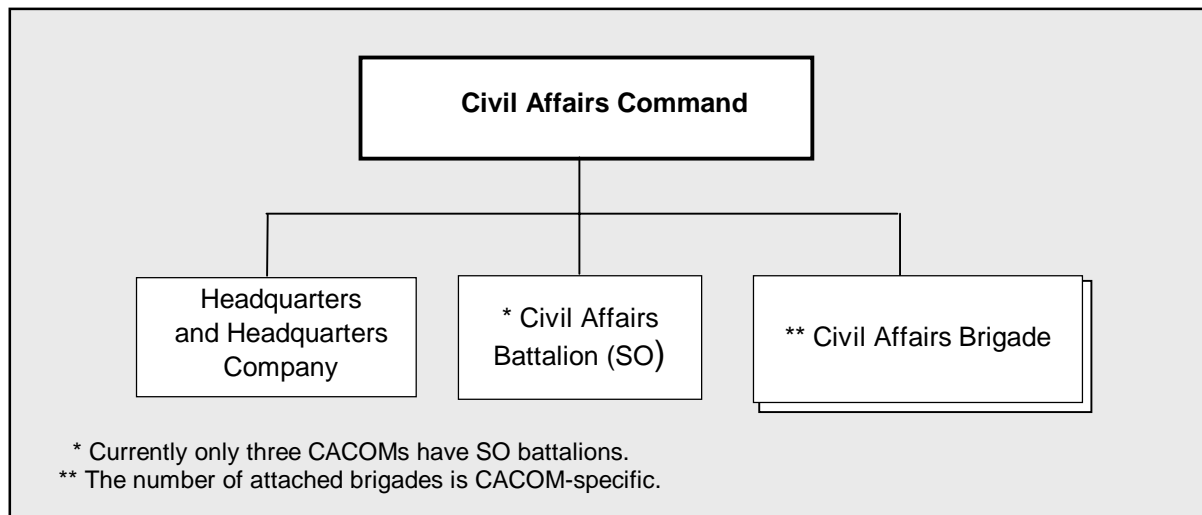 Civil Affairs Command
Headquarters
and Headquarters
Company
* Civil Affairs
Battalion (SO)
** Civil Affairs Brigade
* Currently only three CACOMs have SO battalions.
** The number of attached brigades is CACOM-specific.